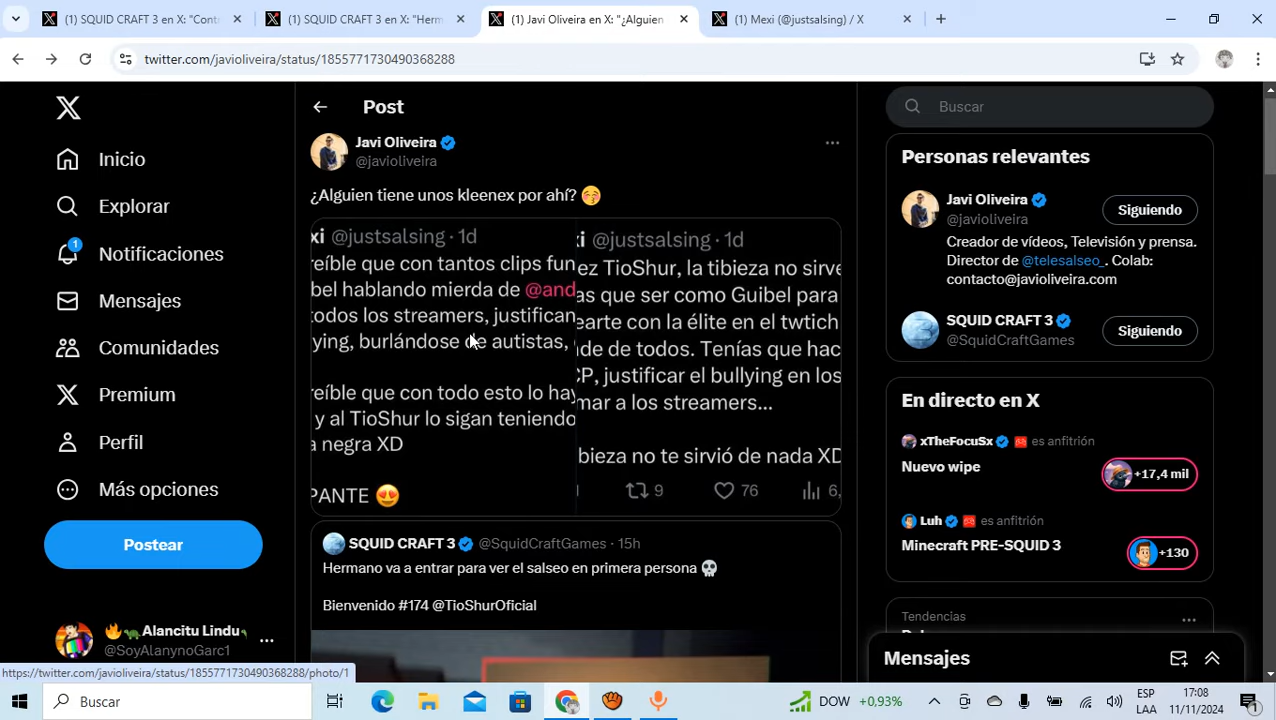 (1) SQUID CRAFT 3 en X: "Cont
(1) SQUID CRAFT 3 en X: "Herm
(1) Javi Oliveira en X: "¿Alguien
(1) Mexi (@justsalsing) / X
twitter.com/javioliveira/status/1855771730490368288
Inicio
Explorar
1
Notificaciones
Mensajes
Comunidades
Premium
Perfil
Más opciones
Postear
Alancitu Lindu
@SoyAlanynoGarc1
https://twitter.com/javioliveira/status/1855771730490368288/photo/1
Post
Javi Oliveira
@javioliveira
¿Alguien tiene unos kleenex por ahí? 😚
xi @justsalsing · 1d
reíble que con tantos clips fun
bel hablando mierda de @and
todos los streamers, justifican
ying, burlándose de autistas,
reíble que con todo esto lo hay
y al TioShur lo sigan teniendo
a negra XD
PANTE 😍
i @justsalsing · 1d
ez TioShur, la tibieza no sirve
as que ser como Guibel para
earte con la élite en el twtich
de de todos. Tenías que hac
CP, justificar el bullying en los
mar a los streamers...
bieza no te sirvió de nada XD
9
76
6,
SQUID CRAFT 3 @SquidCraftGames · 15h
Hermano va a entrar para ver el salseo en primera persona 💀
Bienvenido #174 @TioShurOficial
Buscar
Personas relevantes
Javi Oliveira
@javioliveira
Siguiendo
Creador de vídeos, Televisión y prensa.
Director de @telesalseo_. Colab:
contacto@javioliveira.com
SQUID CRAFT 3
@SquidCraftGames
Siguiendo
En directo en X
xTheFocusSx es anfitrión
Nuevo wipe
+17,4 mil
Luh es anfitrión
Minecraft PRE-SQUID 3
+130
Tendencias
Mensajes
Buscar
DOW +0,93%
ESP
LAA
17:08
11/11/2024
1